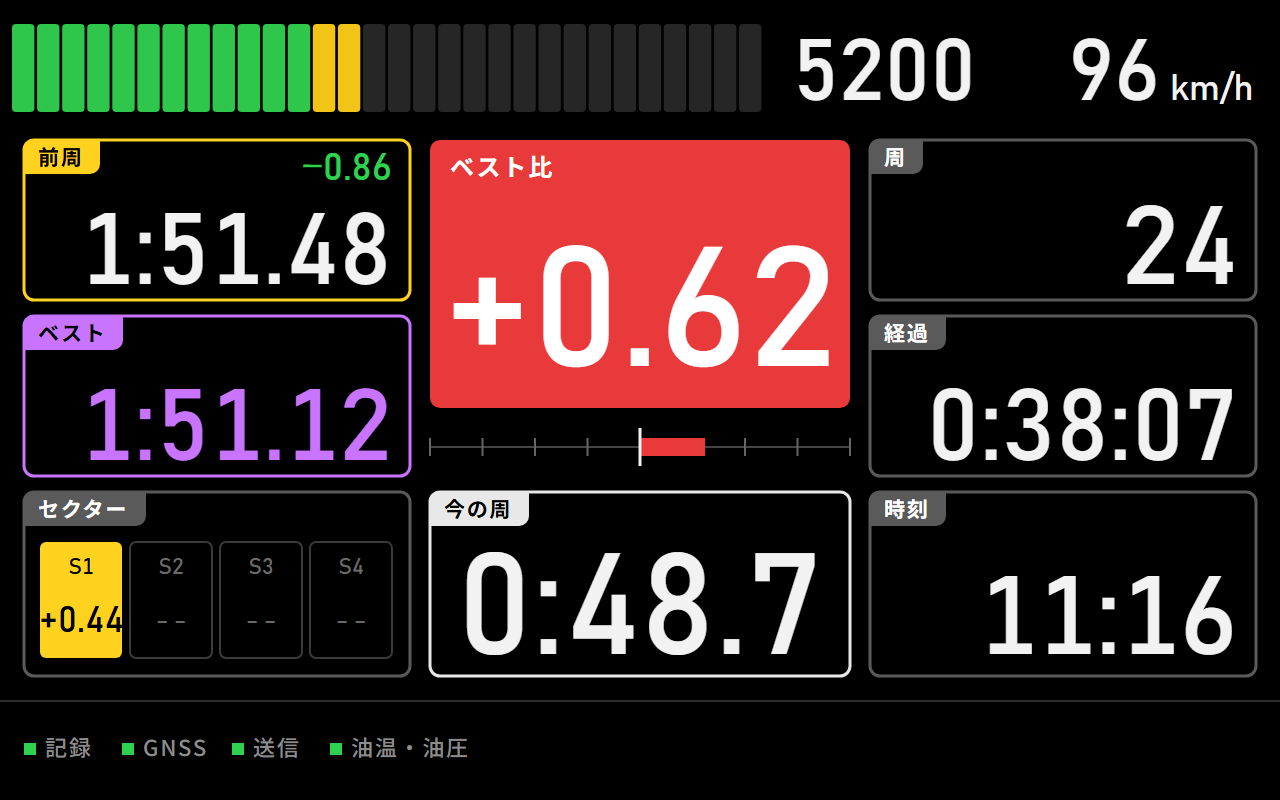 5200 96 km/h
前周
−0.86
1:51.48
ベスト比
+0.62
周
24
ベスト
1:51.12
経過
0:38:07
セクター
S1 S2 S3 S4
+0.44 -- -- --
今の周
0:48.7
時刻
11:16
記録 GNSS 送信 油温・油圧